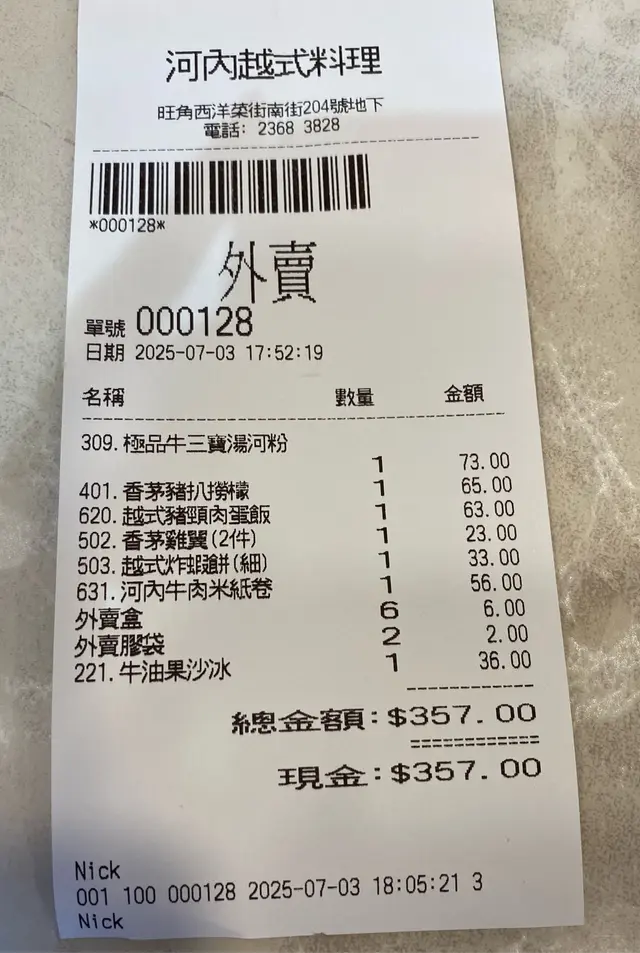 河內越式料理
旺角西洋菜街南街204號地下
電話: 2368 3828
*000128*
外賣
單號 000128
日期 2025-07-03 17:52:19
名稱 數量 金額
309. 極品牛三寶湯河粉
1 73.00
401. 香茅豬扒撈檬 1 65.00
620. 越式豬頸肉蛋飯 1 63.00
502. 香茅雞翼(2件) 1 23.00
503. 越式炸蝦餅(細) 1 33.00
631. 河內牛肉米紙卷 1 56.00
外賣盒 6 6.00
外賣膠袋 2 2.00
221. 牛油果沙冰 1 36.00
總金額:$357.00
現金:$357.00
Nick
001 100 000128 2025-07-03 18:05:21 3
Nick